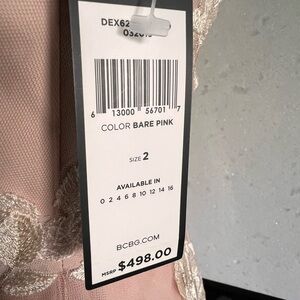 DEX62
6 13000 56701 7
COLOR BARE PINK
SIZE 2
AVAILABLE IN
0 2 4 6 8 10 12 14 16
BCBG.COM
MSRP $498.00